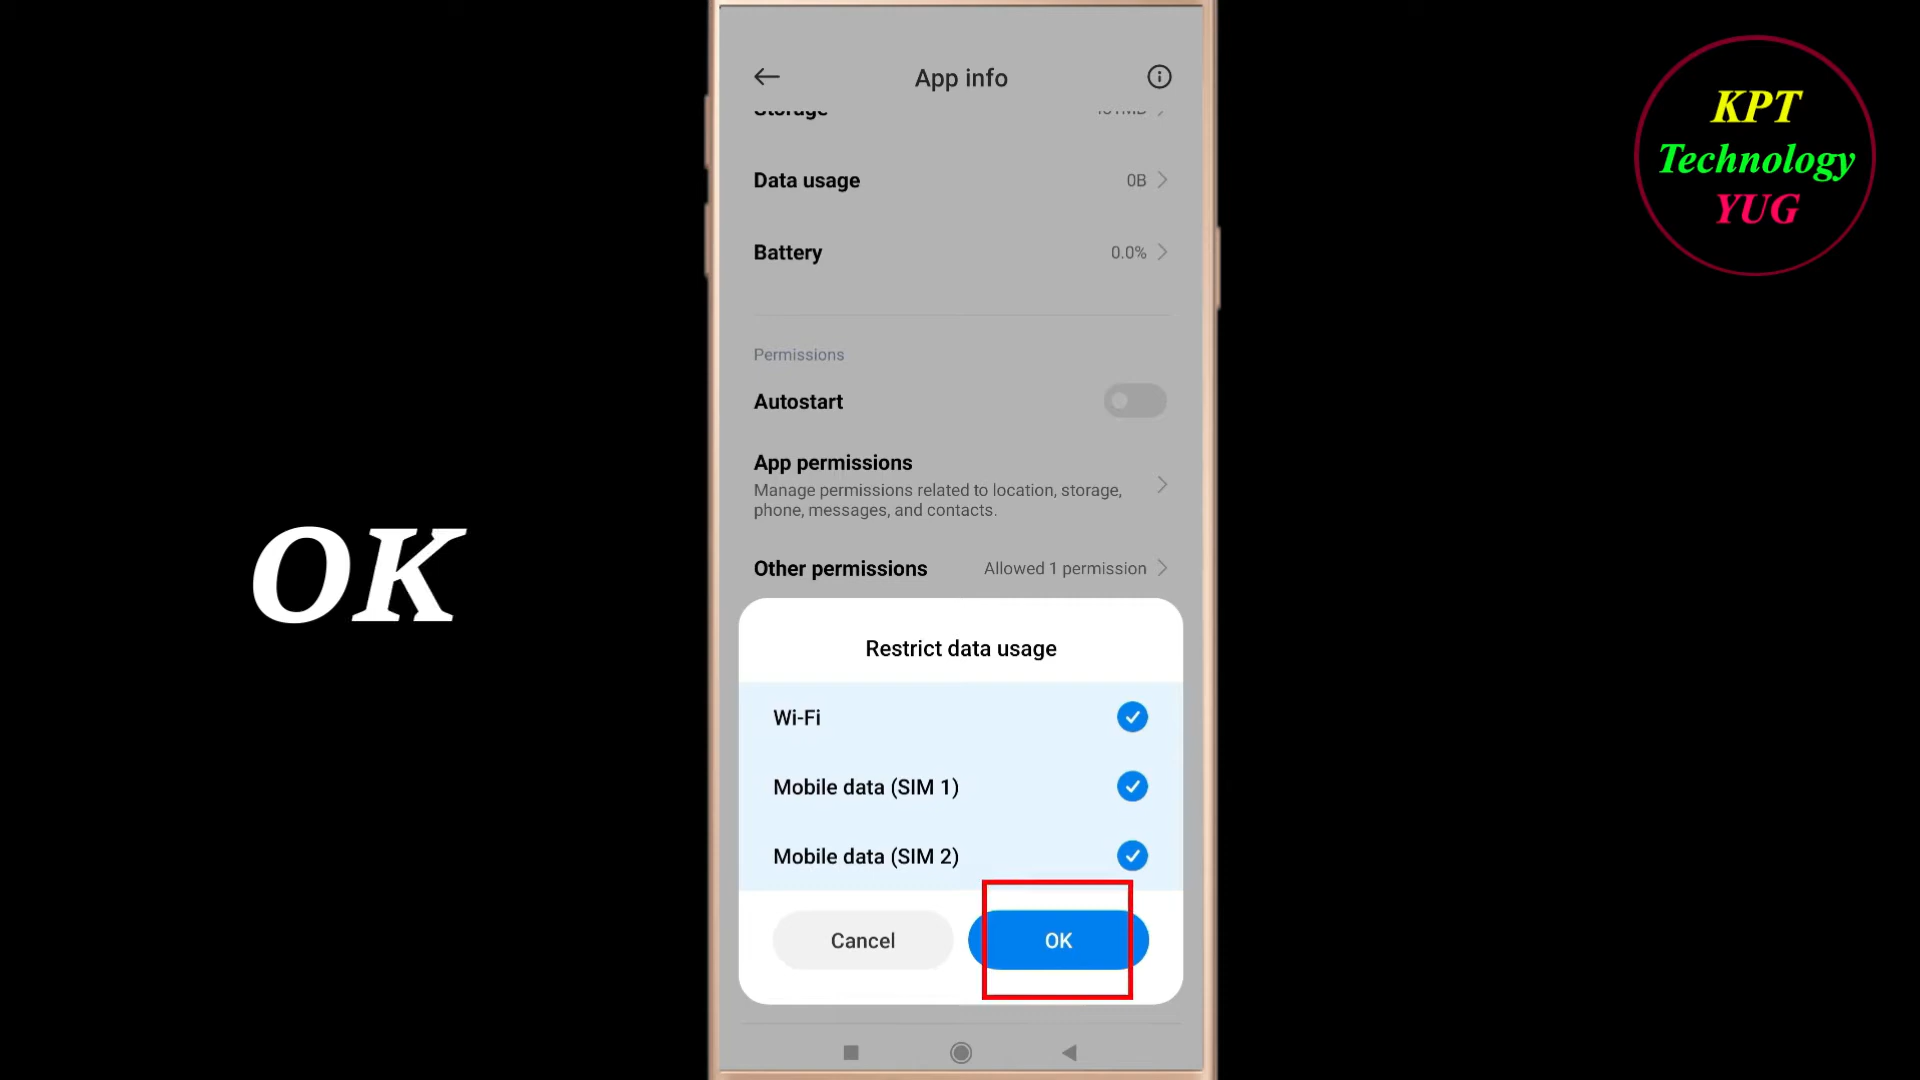 App info
Storage
Data usage 0B
Battery 0.0%
Permissions
Autostart
App permissions
Manage permissions related to location, storage,
phone, messages, and contacts.
Other permissions Allowed 1 permission
Restrict data usage
Wi-Fi
Mobile data (SIM 1)
Mobile data (SIM 2)
Cancel OK
OK
KPT
Technology
YUG